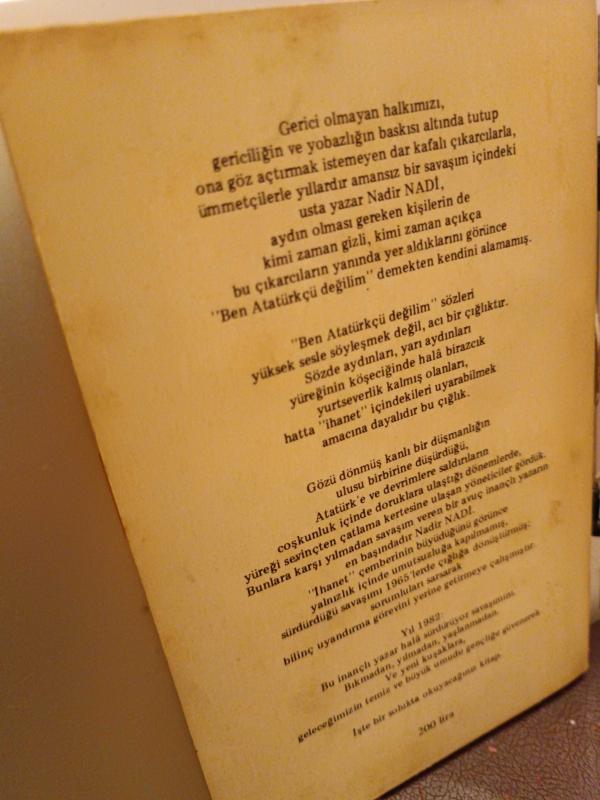 Gerici olmayan halkımızı,
gericiliğin ve yobazlığın baskısı altında tutup
ona göz açtırmak istemeyen dar kafalı çıkarcılarla,
ümmetçilerle yıllardır amansız bir savaşım içindeki
usta yazar Nadir NADİ,
aydın olması gereken kişilerin de
kimi zaman gizli, kimi zaman açıkça
bu çıkarcıların yanında yer aldıklarını görünce
"Ben Atatürkçü değilim" demekten kendini alamamış.
"Ben Atatürkçü değilim" sözleri
yüksek sesle söyleşmek değil, acı bir çığlıktır.
Sözde aydınları, yarı aydınları
yüreğinin köşeciğinde halâ birazcık
yurtseverlik kalmış olanları,
hatta "ihanet" içindekileri uyarabilmek
amacına dayalıdır bu çığlık.
Gözü dönmüş kanlı bir düşmanlığın
ulusu birbirine düşürdüğü,
Atatürk'e ve devrimlere saldırıların
coşkunluk içinde doruklara ulaştığı dönemlerde,
yüreği sevinçten çatlama kertesine ulaşan yöneticiler gördük.
Bunlara karşı yılmadan savaşım veren bir avuç inançlı yazarın
en başındadır Nadir NADİ.
"İhanet" çemberinin büyüdüğünü görünce
yalnızlık içinde umutsuzluğa kapılmamış,
sürdürdüğü savaşımı 1965'lerde çığlığa dönüştürmüş;
sorumluları sarsarak
bilinç uyandırma görevini yerine getirmeye çalışmıştır.
Yıl 1982:
Bu inançlı yazar halâ sürdürüyor savaşımını.
Bıkmadan, yılmadan, yaşlanmadan.
Ve yeni kuşaklara,
geleceğimizin temiz ve büyük umudu gençliğe güvenerek.
İşte bir solukta okuyacağınız kitap.
200 lira